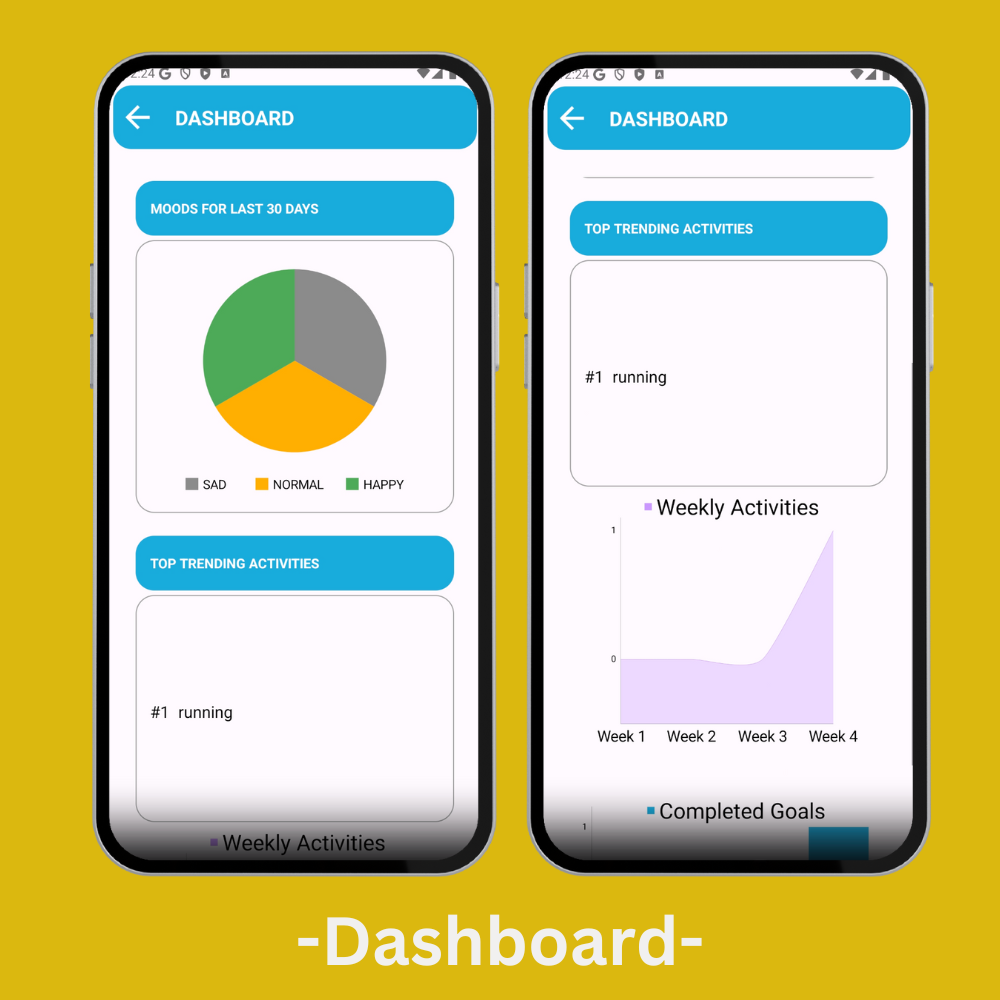 2:24
DASHBOARD
MOODS FOR LAST 30 DAYS
SAD NORMAL HAPPY
TOP TRENDING ACTIVITIES
#1 running
Weekly Activities
2:24
DASHBOARD
TOP TRENDING ACTIVITIES
#1 running
Weekly Activities
1
0
Week 1 Week 2 Week 3 Week 4
Completed Goals
1
-Dashboard-